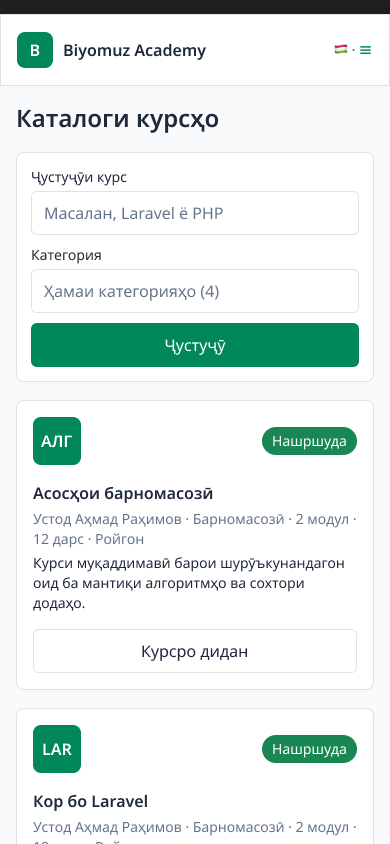 B
Biyomuz Academy
Каталоги курсҳо
Ҷустуҷӯи курс
Масалан, Laravel ё PHP
Категория
Ҳамаи категорияҳо (4)
Ҷустуҷӯ
АЛГ
Нашршуда
Асосҳои барномасозӣ
Устод Аҳмад Раҳимов · Барномасозӣ · 2 модул ·
12 дарс · Ройгон
Курси муқаддимавӣ барои шурӯъкунандагон
оид ба мантиқи алгоритмҳо ва сохтори
додаҳо.
Курсро дидан
LAR
Нашршуда
Кор бо Laravel
Устод Аҳмад Раҳимов · Барномасозӣ · 2 модул ·